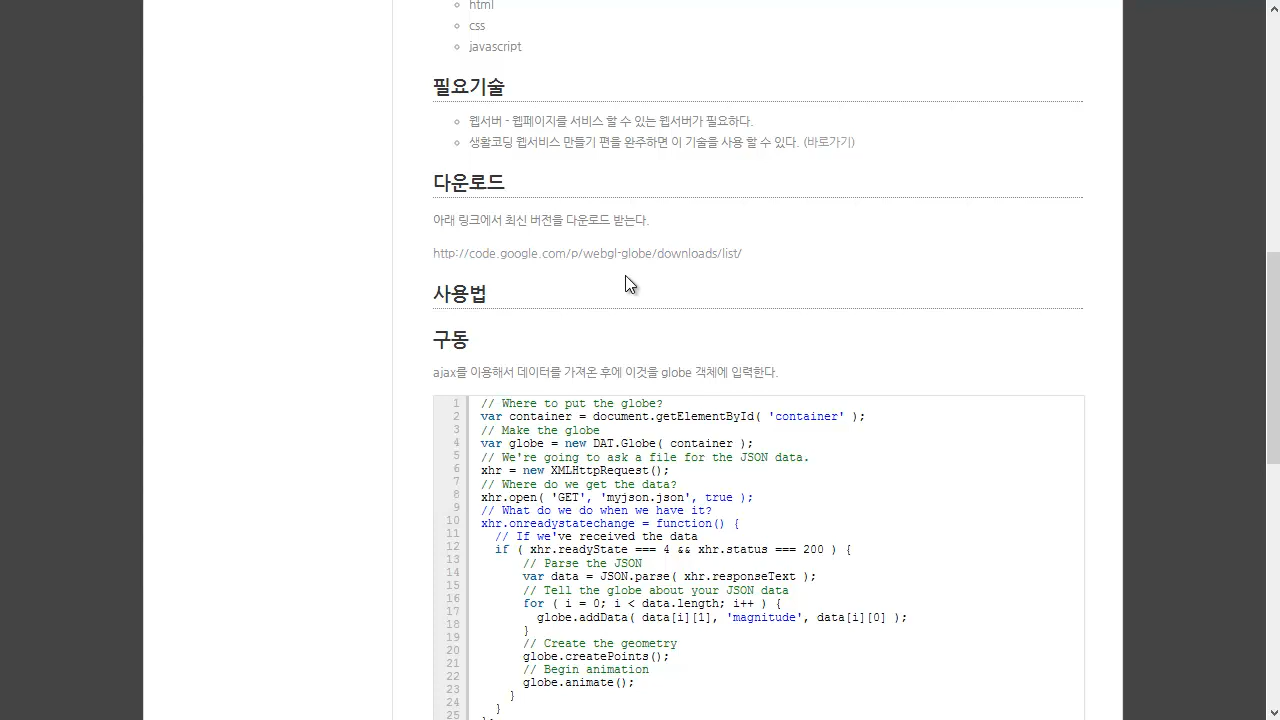 html
css
javascript
필요기술
웹서버 - 웹페이지를 서비스 할 수 있는 웹서버가 필요하다.
생활코딩 웹서비스 만들기 편을 완주하면 이 기술을 사용 할 수 있다. (바로가기)
다운로드
아래 링크에서 최신 버전을 다운로드 받는다.
http://code.google.com/p/webgl-globe/downloads/list/
사용법
구동
ajax를 이용해서 데이터를 가져온 후에 이것을 globe 객체에 입력한다.
1 // Where to put the globe?
2 var container = document.getElementById( 'container' );
3 // Make the globe
4 var globe = new DAT.Globe( container );
5 // We're going to ask a file for the JSON data.
6 xhr = new XMLHttpRequest();
7 // Where do we get the data?
8 xhr.open( 'GET', 'myjson.json', true );
9 // What do we do when we have it?
10 xhr.onreadystatechange = function() {
11 // If we've received the data
12 if ( xhr.readyState === 4 && xhr.status === 200 ) {
13 // Parse the JSON
14 var data = JSON.parse( xhr.responseText );
15 // Tell the globe about your JSON data
16 for ( i = 0; i < data.length; i++ ) {
17 globe.addData( data[i][1], 'magnitude', data[i][0] );
18 }
19 // Create the geometry
20 globe.createPoints();
21 // Begin animation
22 globe.animate();
23 }
24 }
25 };